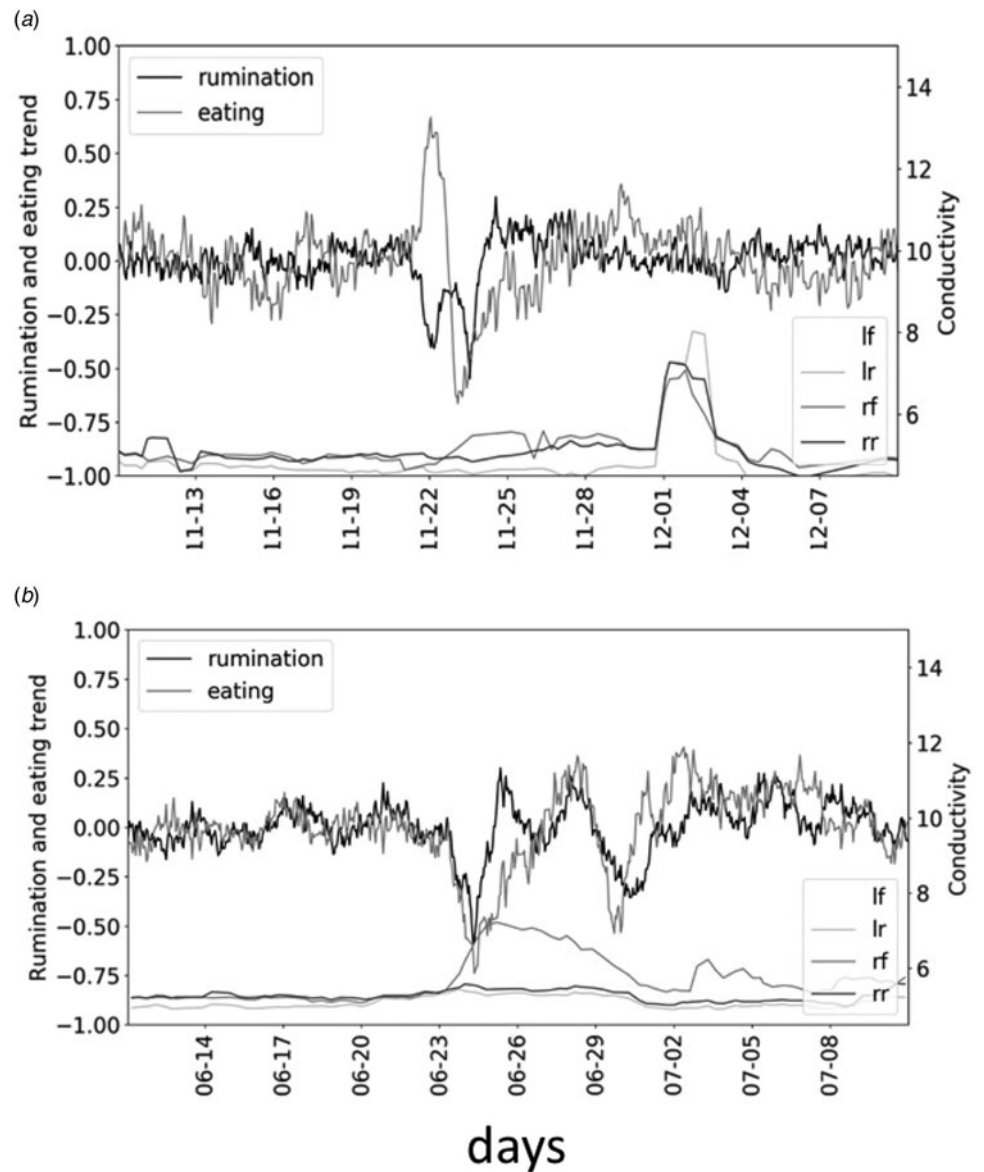 (a)
1.00
0.75
0.50
0.25
0.00
−0.25
−0.50
−0.75
−1.00
Rumination and eating trend
rumination
eating
14
12
10
8
6
Conductivity
lf
lr
rf
rr
11-13
11-16
11-19
11-22
11-25
11-28
12-01
12-04
12-07
(b)
1.00
0.75
0.50
0.25
0.00
−0.25
−0.50
−0.75
−1.00
Rumination and eating trend
rumination
eating
14
12
10
8
6
Conductivity
lf
lr
rf
rr
06-14
06-17
06-20
06-23
06-26
06-29
07-02
07-05
07-08
days